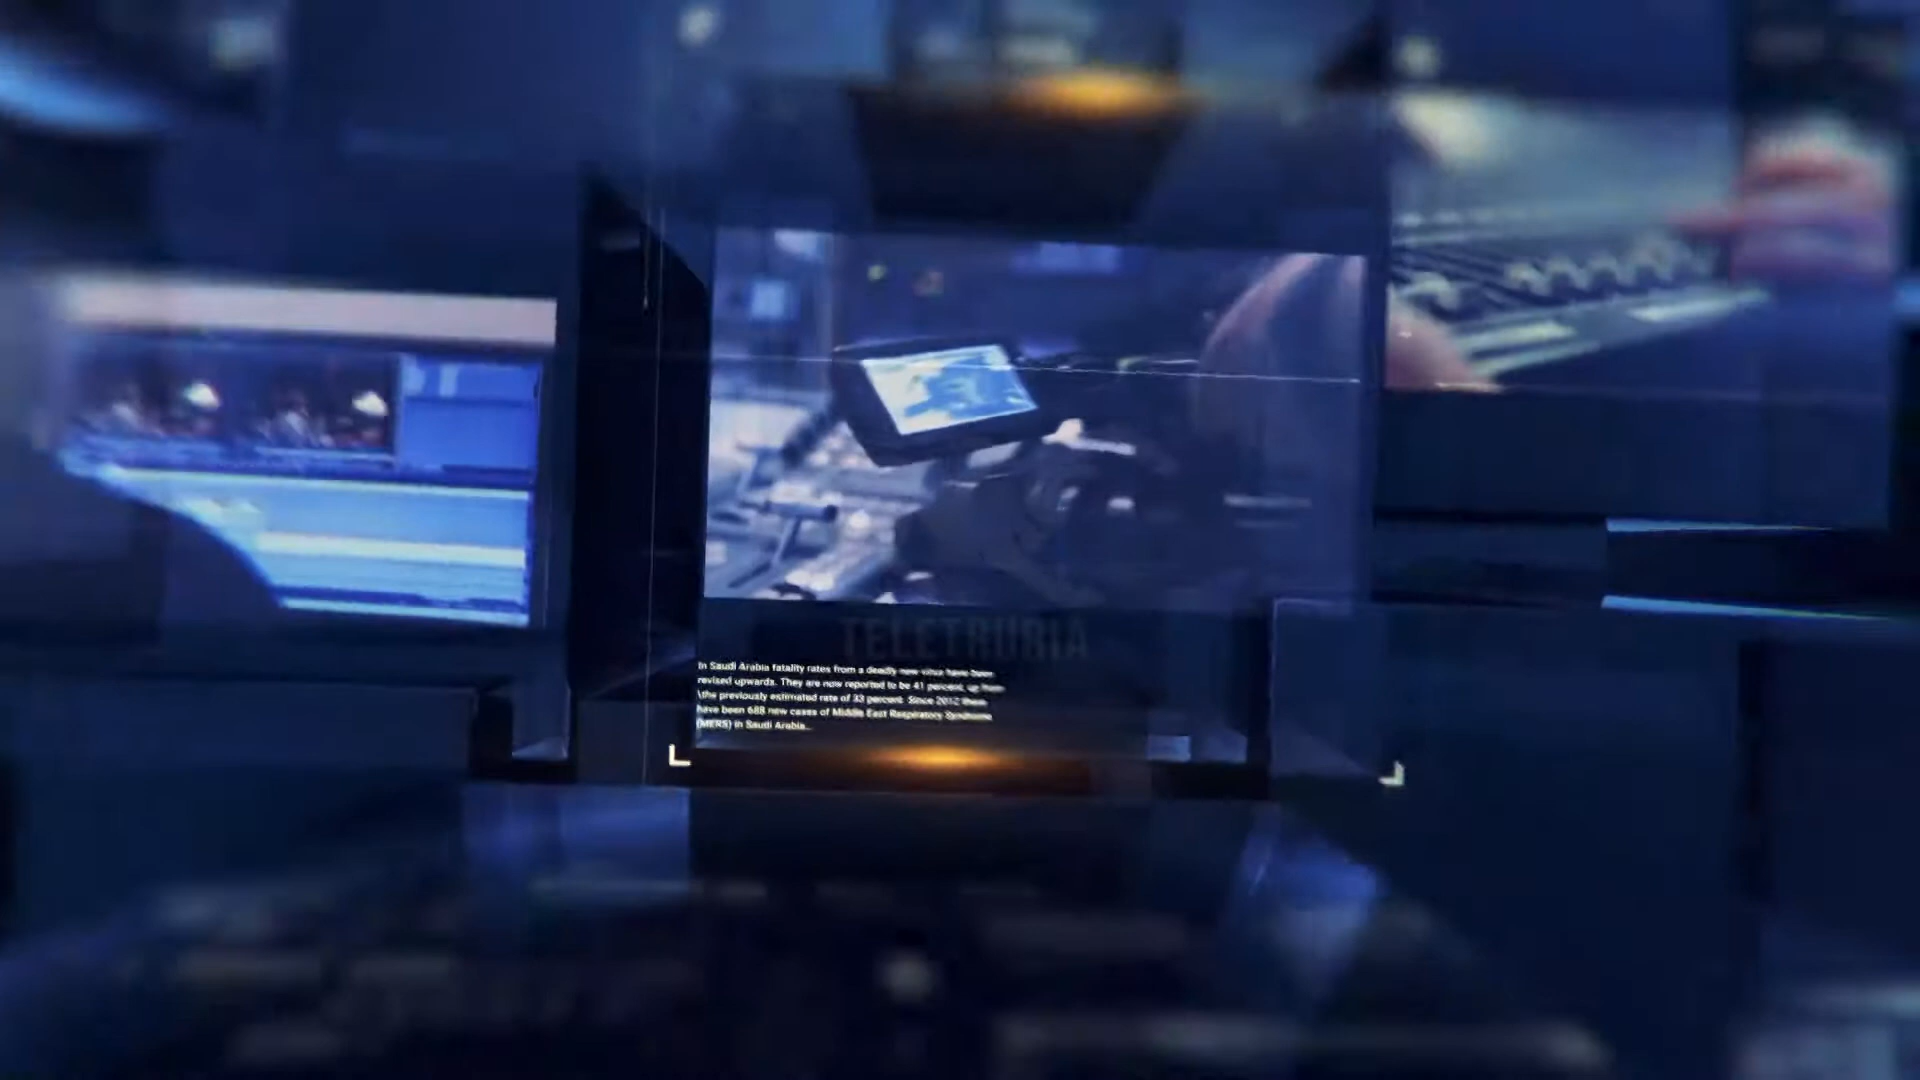 TELETRURIA
In Saudi Arabia fatality rates from a deadly new virus have been
revised upwards. They are now reported to be 41 percent, up from
\the previously estimated rate of 33 percent. Since 2012 there
have been 688 new cases of Middle East Respiratory Syndrome
(MERS) in Saudi Arabia...